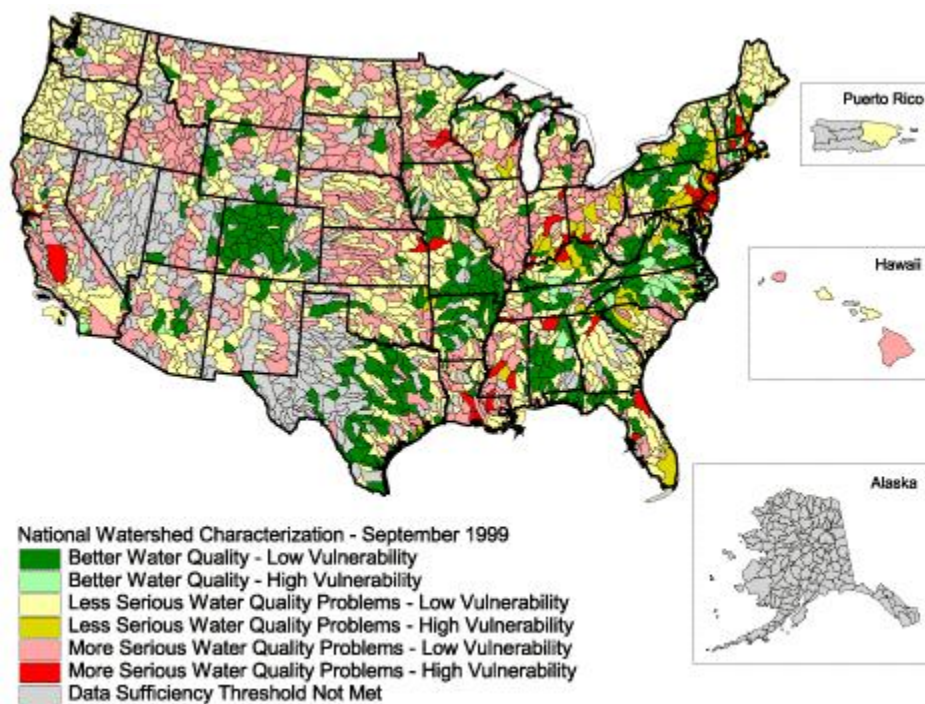 Puerto Rico
Hawaii
Alaska
National Watershed Characterization - September 1999
Better Water Quality - Low Vulnerability
Better Water Quality - High Vulnerability
Less Serious Water Quality Problems - Low Vulnerability
Less Serious Water Quality Problems - High Vulnerability
More Serious Water Quality Problems - Low Vulnerability
More Serious Water Quality Problems - High Vulnerability
Data Sufficiency Threshold Not Met